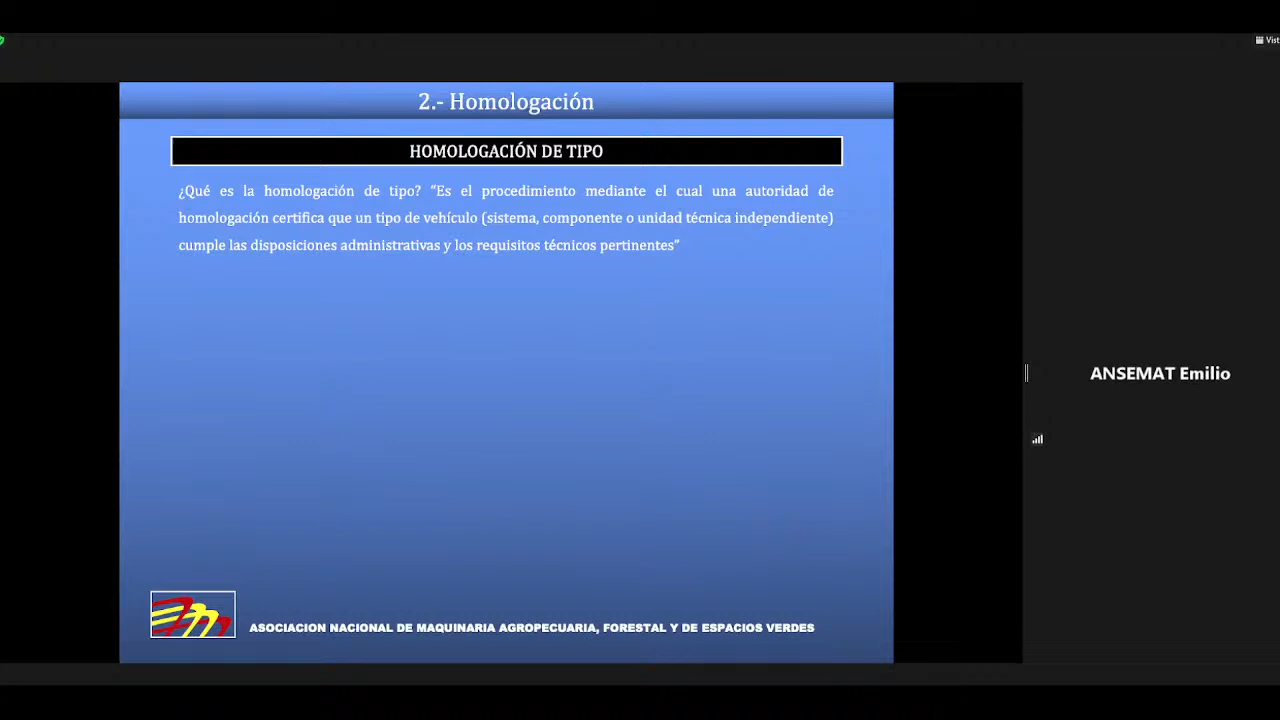 Vist
2.- Homologación
HOMOLOGACIÓN DE TIPO
¿Qué es la homologación de tipo? “Es el procedimiento mediante el cual una autoridad de
homologación certifica que un tipo de vehículo (sistema, componente o unidad técnica independiente)
cumple las disposiciones administrativas y los requisitos técnicos pertinentes”
ANSEMAT Emilio
ASOCIACION NACIONAL DE MAQUINARIA AGROPECUARIA, FORESTAL Y DE ESPACIOS VERDES